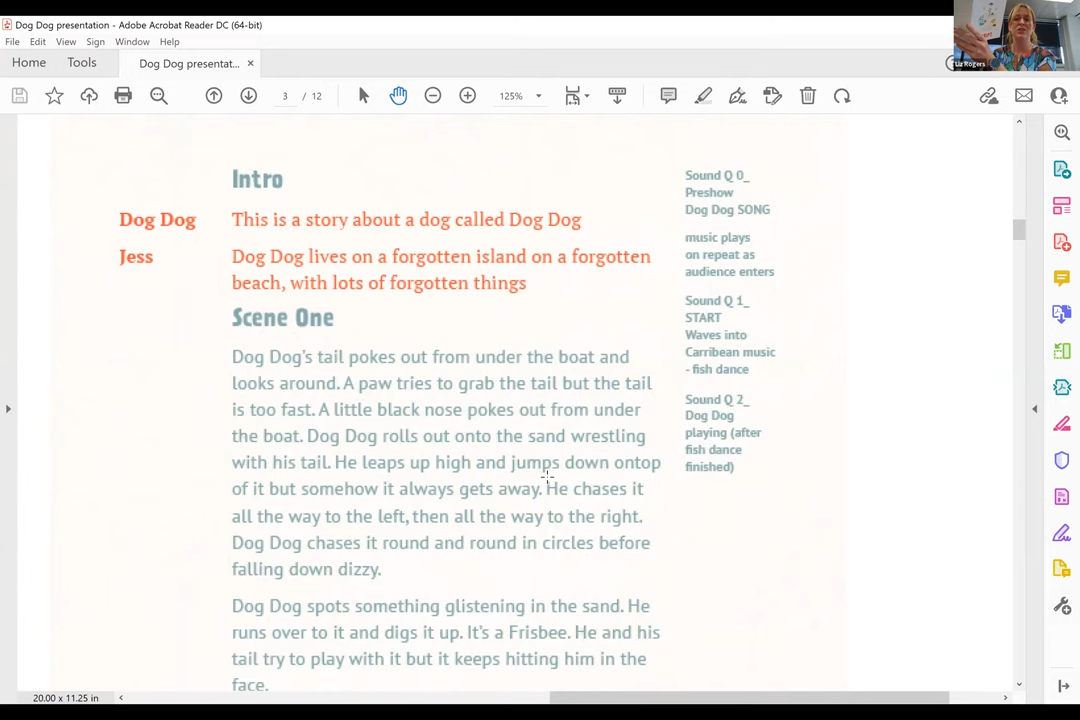 Dog Dog presentation - Adobe Acrobat Reader DC (64-bit)
File Edit View Sign Window Help
Home Tools Dog Dog presentat... ×
3 / 12 125%
Liz Rogers
Intro
Dog Dog This is a story about a dog called Dog Dog
Jess Dog Dog lives on a forgotten island on a forgotten
beach, with lots of forgotten things
Scene One
Dog Dog's tail pokes out from under the boat and
looks around. A paw tries to grab the tail but the tail
is too fast. A little black nose pokes out from under
the boat. Dog Dog rolls out onto the sand wrestling
with his tail. He leaps up high and jumps down ontop
of it but somehow it always gets away. He chases it
all the way to the left, then all the way to the right.
Dog Dog chases it round and round in circles before
falling down dizzy.
Dog Dog spots something glistening in the sand. He
runs over to it and digs it up. It's a Frisbee. He and his
tail try to play with it but it keeps hitting him in the
face.
Sound Q 0_
Preshow
Dog Dog SONG
music plays
on repeat as
audience enters
Sound Q 1_
START
Waves into
Carribean music
- fish dance
Sound Q 2_
Dog Dog
playing (after
fish dance
finished)
20.00 x 11.25 in